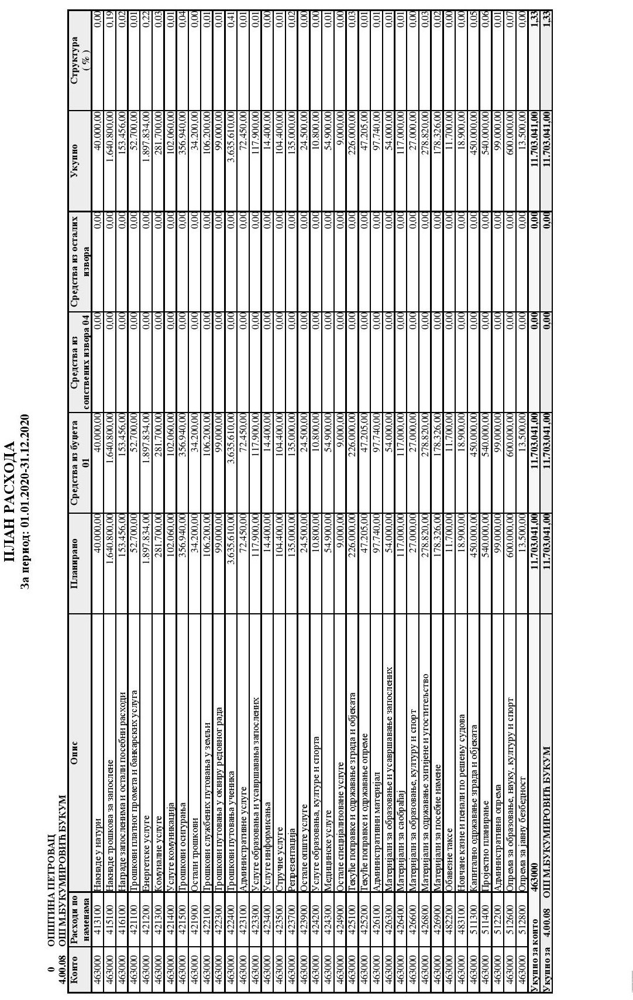 ПЛАН РАСХОДА
За период: 01.01.2020-31.12.2020
0 ОПШТИНА ПЕТРОВАЦ
4.00.08 ОШ М.БУКУМИРОВИЋ БУКУМ
Конто Расходи по наменама Опис Планирано Средства из буџета 01 Средства из сопствених извора 04 Средства из осталих извора Укупно Структура ( % )
463000 413100 Накнаде у натури 40.000,00 40.000,00 0,00 0,00 40.000,00 0,00
463000 415100 Накнаде трошкова за запослене 1.640.800,00 1.640.800,00 0,00 0,00 1.640.800,00 0,19
463000 416100 Награде запосленима и остали посебни расходи 153.456,00 153.456,00 0,00 0,00 153.456,00 0,02
463000 421100 Трошкови платног промета и банкарских услуга 52.700,00 52.700,00 0,00 0,00 52.700,00 0,01
463000 421200 Енергетске услуге 1.897.834,00 1.897.834,00 0,00 0,00 1.897.834,00 0,22
463000 421300 Комуналне услуге 281.700,00 281.700,00 0,00 0,00 281.700,00 0,03
463000 421400 Услуге комуникација 102.060,00 102.060,00 0,00 0,00 102.060,00 0,01
463000 421500 Трошкови осигурања 356.940,00 356.940,00 0,00 0,00 356.940,00 0,04
463000 421900 Остали трошкови 34.200,00 34.200,00 0,00 0,00 34.200,00 0,00
463000 422100 Трошкови службених путовања у земљи 106.200,00 106.200,00 0,00 0,00 106.200,00 0,01
463000 422300 Трошкови путовања у оквиру редовног рада 99.000,00 99.000,00 0,00 0,00 99.000,00 0,01
463000 422400 Трошкови путовања ученика 3.635.610,00 3.635.610,00 0,00 0,00 3.635.610,00 0,41
463000 423100 Административне услуге 72.450,00 72.450,00 0,00 0,00 72.450,00 0,01
463000 423300 Услуге образовања и усавршавања запослених 117.900,00 117.900,00 0,00 0,00 117.900,00 0,01
463000 423400 Услуге информисања 14.400,00 14.400,00 0,00 0,00 14.400,00 0,00
463000 423500 Стручне услуге 104.400,00 104.400,00 0,00 0,00 104.400,00 0,01
463000 423700 Репрезентација 135.000,00 135.000,00 0,00 0,00 135.000,00 0,02
463000 423900 Остале опште услуге 24.500,00 24.500,00 0,00 0,00 24.500,00 0,00
463000 424200 Услуге образовања, културе и спорта 10.800,00 10.800,00 0,00 0,00 10.800,00 0,00
463000 424300 Медицинске услуге 54.900,00 54.900,00 0,00 0,00 54.900,00 0,01
463000 424900 Остале специјализоване услуге 9.000,00 9.000,00 0,00 0,00 9.000,00 0,00
463000 425100 Текуће поправке и одржавање зграда и објеката 226.000,00 226.000,00 0,00 0,00 226.000,00 0,03
463000 425200 Текуће поправке и одржавање опреме 47.205,00 47.205,00 0,00 0,00 47.205,00 0,01
463000 426100 Административни материјал 97.740,00 97.740,00 0,00 0,00 97.740,00 0,01
463000 426300 Материјали за образовање и усавршавање запослених 54.000,00 54.000,00 0,00 0,00 54.000,00 0,01
463000 426400 Материјали за саобраћај 117.000,00 117.000,00 0,00 0,00 117.000,00 0,01
463000 426600 Материјали за образовање, културу и спорт 27.000,00 27.000,00 0,00 0,00 27.000,00 0,00
463000 426800 Материјали за одржавање хигијене и угоститељство 278.820,00 278.820,00 0,00 0,00 278.820,00 0,03
463000 426900 Материјали за посебне намене 178.326,00 178.326,00 0,00 0,00 178.326,00 0,02
463000 482200 Обавезне таксе 11.700,00 11.700,00 0,00 0,00 11.700,00 0,00
463000 483100 Новчане казне и пенали по решењу судова 18.900,00 18.900,00 0,00 0,00 18.900,00 0,00
463000 511300 Капитално одржавање зграда и објеката 450.000,00 450.000,00 0,00 0,00 450.000,00 0,05
463000 511400 Пројектно планирање 540.000,00 540.000,00 0,00 0,00 540.000,00 0,06
463000 512200 Административна опрема 99.000,00 99.000,00 0,00 0,00 99.000,00 0,01
463000 512600 Опрема за образовање, науку, културу и спорт 600.000,00 600.000,00 0,00 0,00 600.000,00 0,07
463000 512800 Опрема за јавну безбедност 13.500,00 13.500,00 0,00 0,00 13.500,00 0,00
Укупно за конто 463000 11.703.041,00 11.703.041,00 0,00 0,00 11.703.041,00 1,33
Укупно за 4.00.08 ОШ М.БУКУМИРОВИЋ БУКУМ 11.703.041,00 11.703.041,00 0,00 0,00 11.703.041,00 1,33